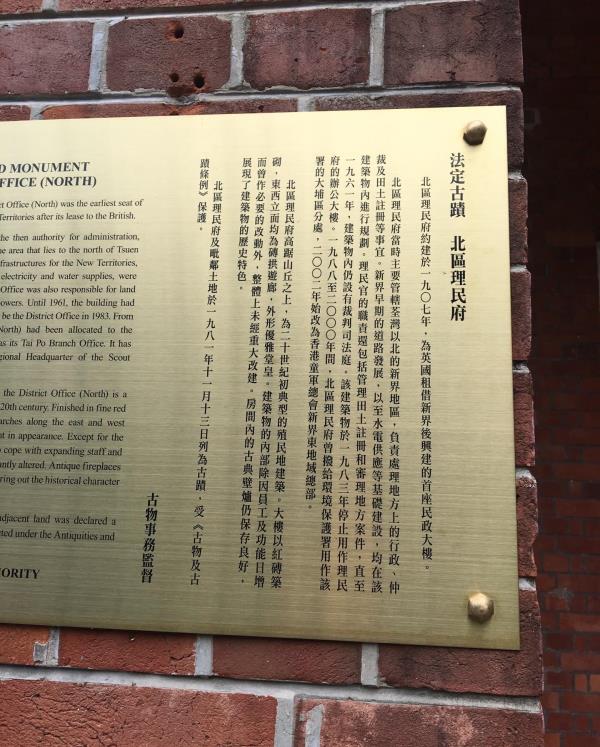 D MONUMENT
FFICE (NORTH)
ct Office (North) was the earliest seat of
Territories after its lease to the British.
the then authority for administration,
he area that lies to the north of Tsuen
frastructures for the New Territories,
electricity and water supplies, were
Office was also responsible for land
owers. Until 1961, the building had
be the District Office in 1983. From
North) had been allocated to the
as its Tai Po Branch Office. It has
gional Headquarter of the Scout
the District Office (North) is a
20th century. Finished in fine red
arches along the east and west
nt in appearance. Except for the
o cope with expanding staff and
ntly altered. Antique fireplaces
ring out the historical character
adjacent land was declared a
ted under the Antiquities and
ORITY
法定古蹟 北區理民府
北區理民府約建於一九〇七年，為英國租借新界後興建的首座民政大樓。
北區理民府當時主要管轄荃灣以北的新界地區，負責處理地方上的行政、仲
裁及田土註冊等事宜。新界早期的道路發展，以至水電供應等基礎建設，均在該
建築物內進行規劃。理民官的職責還包括管理田土註冊和審理地方案件，直至
一九六一年，建築物內仍設有裁判司法庭。該建築物於一九八三年停止用作理民
府的辦公大樓。一九八八至二〇〇〇年間，北區理民府曾撥給環境保護署用作該
署的大埔區分處，二〇〇二年始改為香港童軍總會新界東地域總部。
北區理民府高踞山丘之上，為二十世紀初典型的殖民地建築。大樓以紅磚築
砌，東西立面均為磚拱遊廊，外形優雅堂皇。建築物的內部除因員工及功能日增
而曾作必要的改動外，整體上未經重大改建。房間內的古典壁爐仍保存良好，
展現了建築物的歷史特色。
北區理民府及毗鄰土地於一九八一年十一月十三日列為古蹟，受《古物及古
蹟條例》保護。
古物事務監督